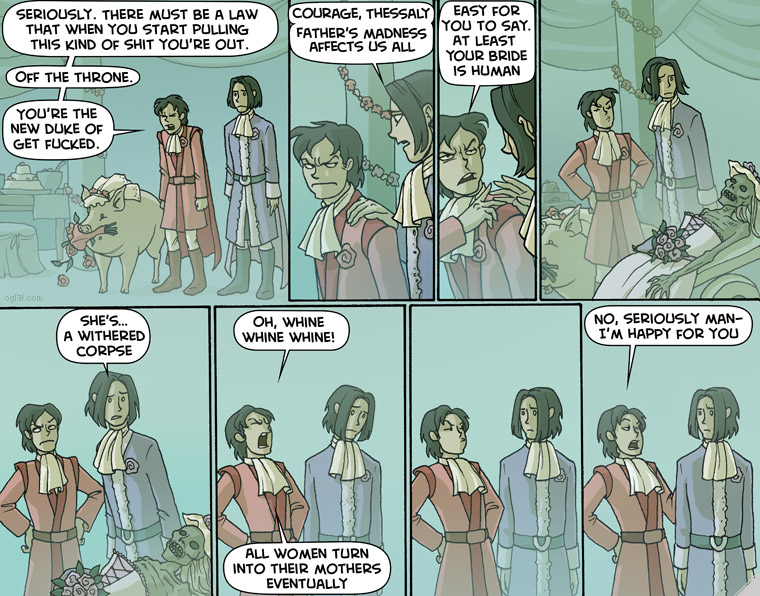 SERIOUSLY. THERE MUST BE A LAW
THAT WHEN YOU START PULLING
THIS KIND OF SHIT YOU'RE OUT.
OFF THE THRONE.
YOU'RE THE
NEW DUKE OF
GET FUCKED.
oglaf.com
COURAGE, THESSALY
FATHER'S MADNESS
AFFECTS US ALL
EASY FOR
YOU TO SAY.
AT LEAST
YOUR BRIDE
IS HUMAN
SHE'S...
A WITHERED
CORPSE
OH, WHINE
WHINE WHINE!
ALL WOMEN TURN
INTO THEIR MOTHERS
EVENTUALLY
NO, SERIOUSLY MAN-
I'M HAPPY FOR YOU